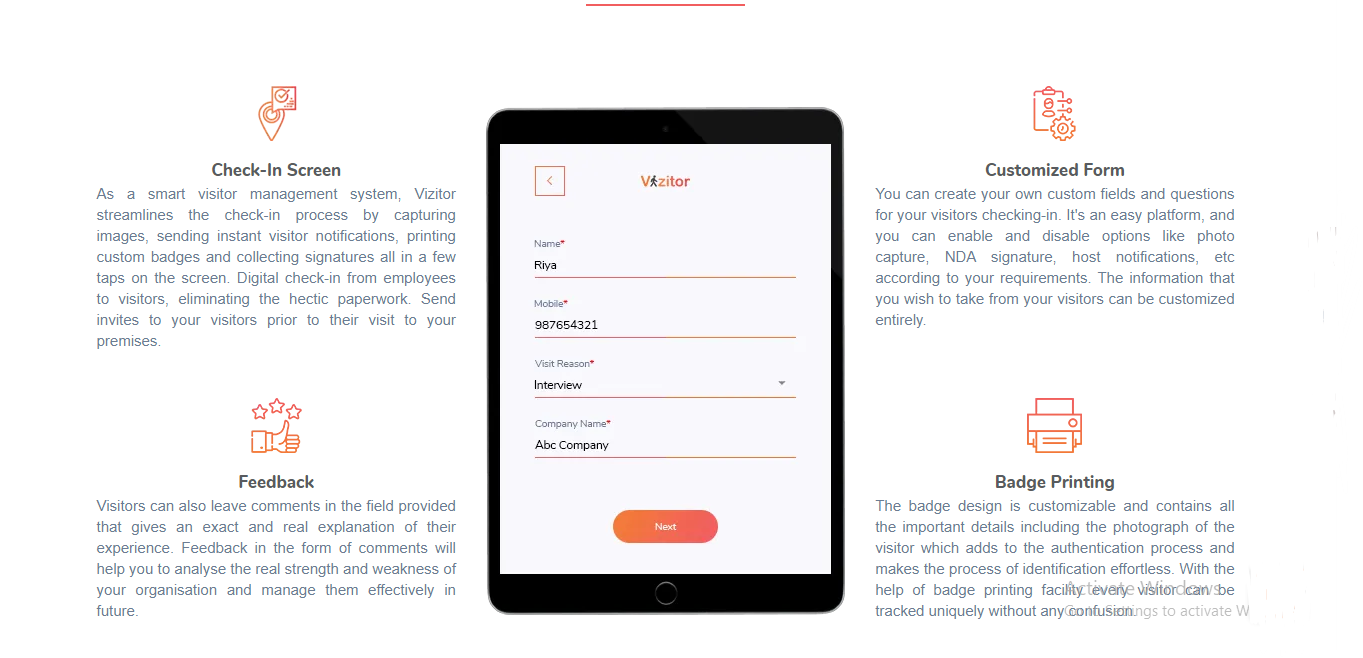 Check-In Screen
As a smart visitor management system, Vizitor
streamlines the check-in process by capturing
images, sending instant visitor notifications, printing
custom badges and collecting signatures all in a few
taps on the screen. Digital check-in from employees
to visitors, eliminating the hectic paperwork. Send
invites to your visitors prior to their visit to your
premises.
Feedback
Visitors can also leave comments in the field provided
that gives an exact and real explanation of their
experience. Feedback in the form of comments will
help you to analyse the real strength and weakness of
your organisation and manage them effectively in
future.
Vizitor
Name*
Riya
Mobile*
987654321
Visit Reason*
Interview
Company Name*
Abc Company
Next
Customized Form
You can create your own custom fields and questions
for your visitors checking-in. It's an easy platform, and
you can enable and disable options like photo
capture, NDA signature, host notifications, etc
according to your requirements. The information that
you wish to take from your visitors can be customized
entirely.
Badge Printing
The badge design is customizable and contains all
the important details including the photograph of the
visitor which adds to the authentication process and
makes the process of identification effortless. With the
help of badge printing facility every visitor can be
tracked uniquely without any confusion.
Activate Windows
Go to Settings to activate W